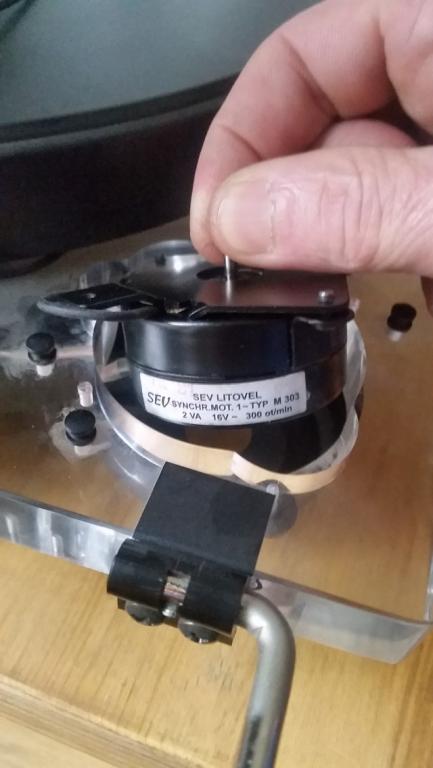 SEV LITOVEL
SEV SYNCHR.MOT. 1~TYP M 303
2 VA 16V ~ 300 ot/min